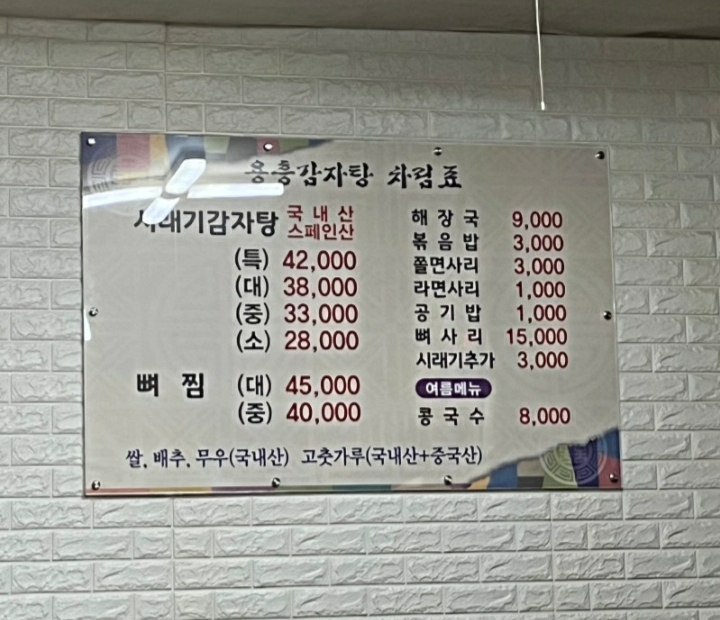 용흥감자탕 차림표
시래기감자탕 국내산 스페인산
(특) 42,000
(대) 38,000
(중) 33,000
(소) 28,000
뼈 찜 (대) 45,000
(중) 40,000
해 장 국 9,000
볶 음 밥 3,000
쫄면사리 3,000
라면사리 1,000
공 기 밥 1,000
뼈 사 리 15,000
시래기추가 3,000
여름메뉴
콩 국 수 8,000
쌀, 배추, 무우(국내산) 고춧가루(국내산+중국산)